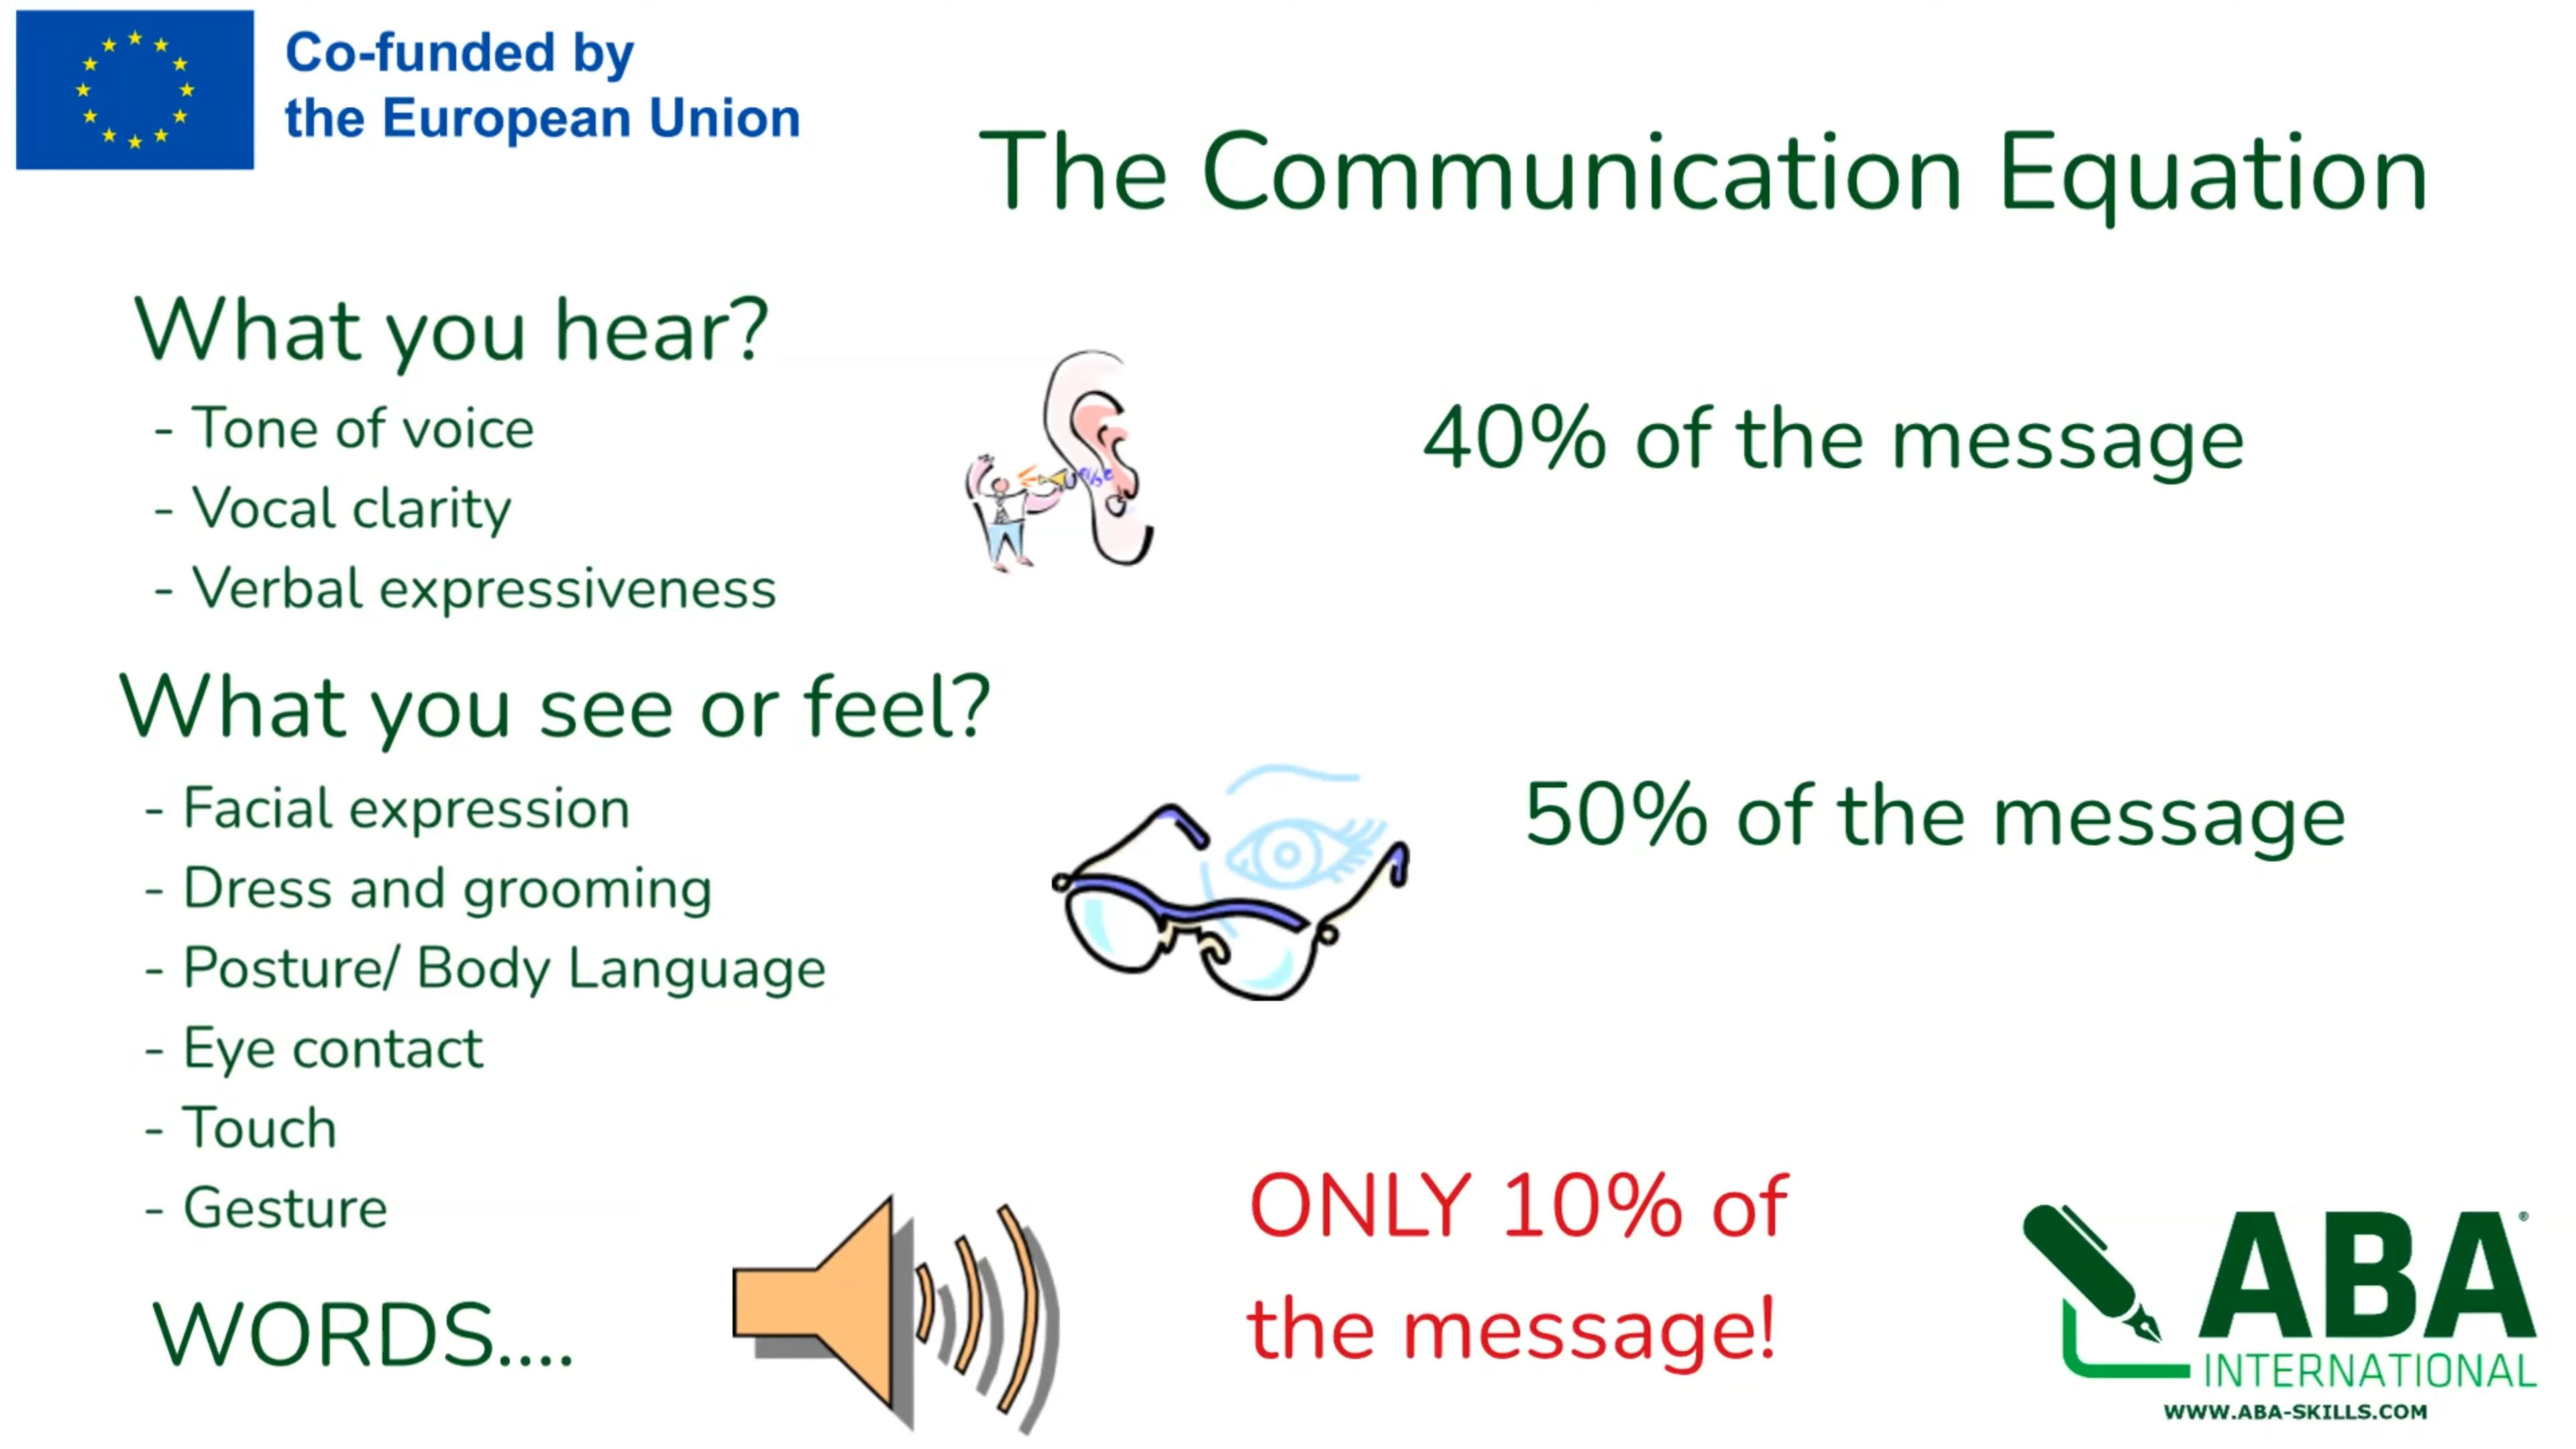 Co-funded by
the European Union
The Communication Equation
What you hear?
- Tone of voice
- Vocal clarity
- Verbal expressiveness
40% of the message
What you see or feel?
- Facial expression
- Dress and grooming
- Posture/ Body Language
- Eye contact
- Touch
- Gesture
50% of the message
WORDS....
ONLY 10% of
the message!
ABA®
INTERNATIONAL
WWW.ABA-SKILLS.COM